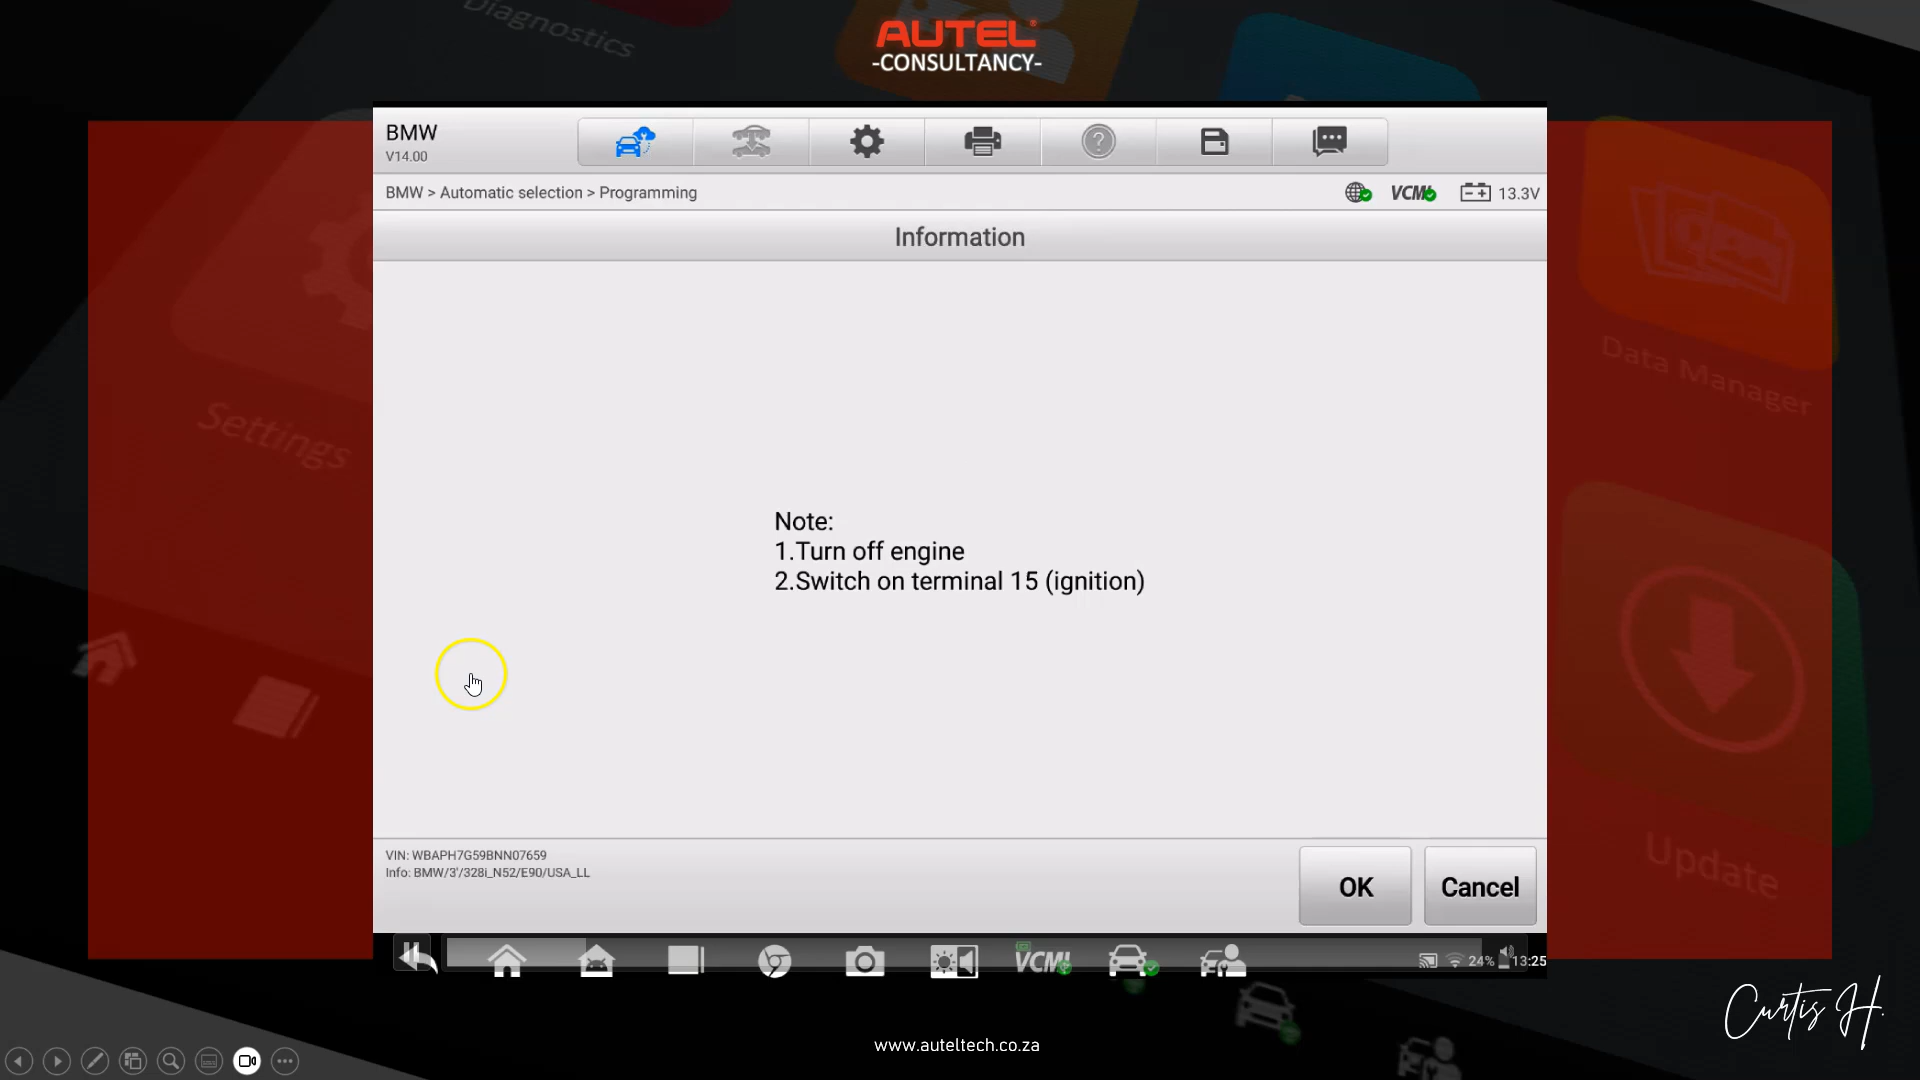 Diagnostics
AUTEL
-CONSULTANCY-
BMW
V14.00
BMW > Automatic selection > Programming
VCMI
13.3V
Information
Settings
Data Manager
Note:
1.Turn off engine
2.Switch on terminal 15 (ignition)
Update
VIN: WBAPH7G59BNN07659
Info: BMW/3'/328i_N52/E90/USA_LL
OK
Cancel
VCMI
24%
13:25
Curtis H.
www.auteltech.co.za